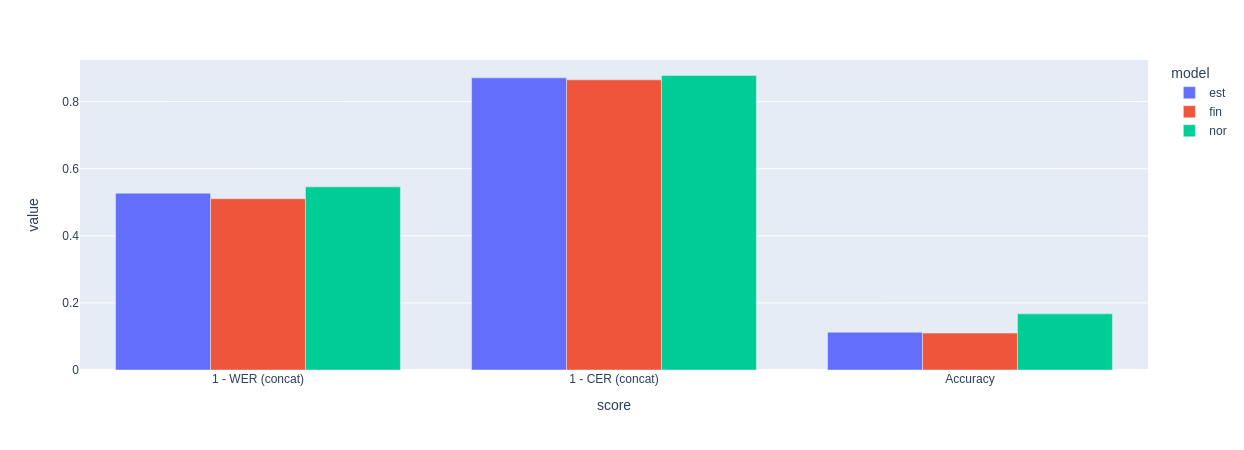 model
est
fin
nor
value
0.8
0.6
0.4
0.2
0
1 - WER (concat)
1 - CER (concat)
Accuracy
score